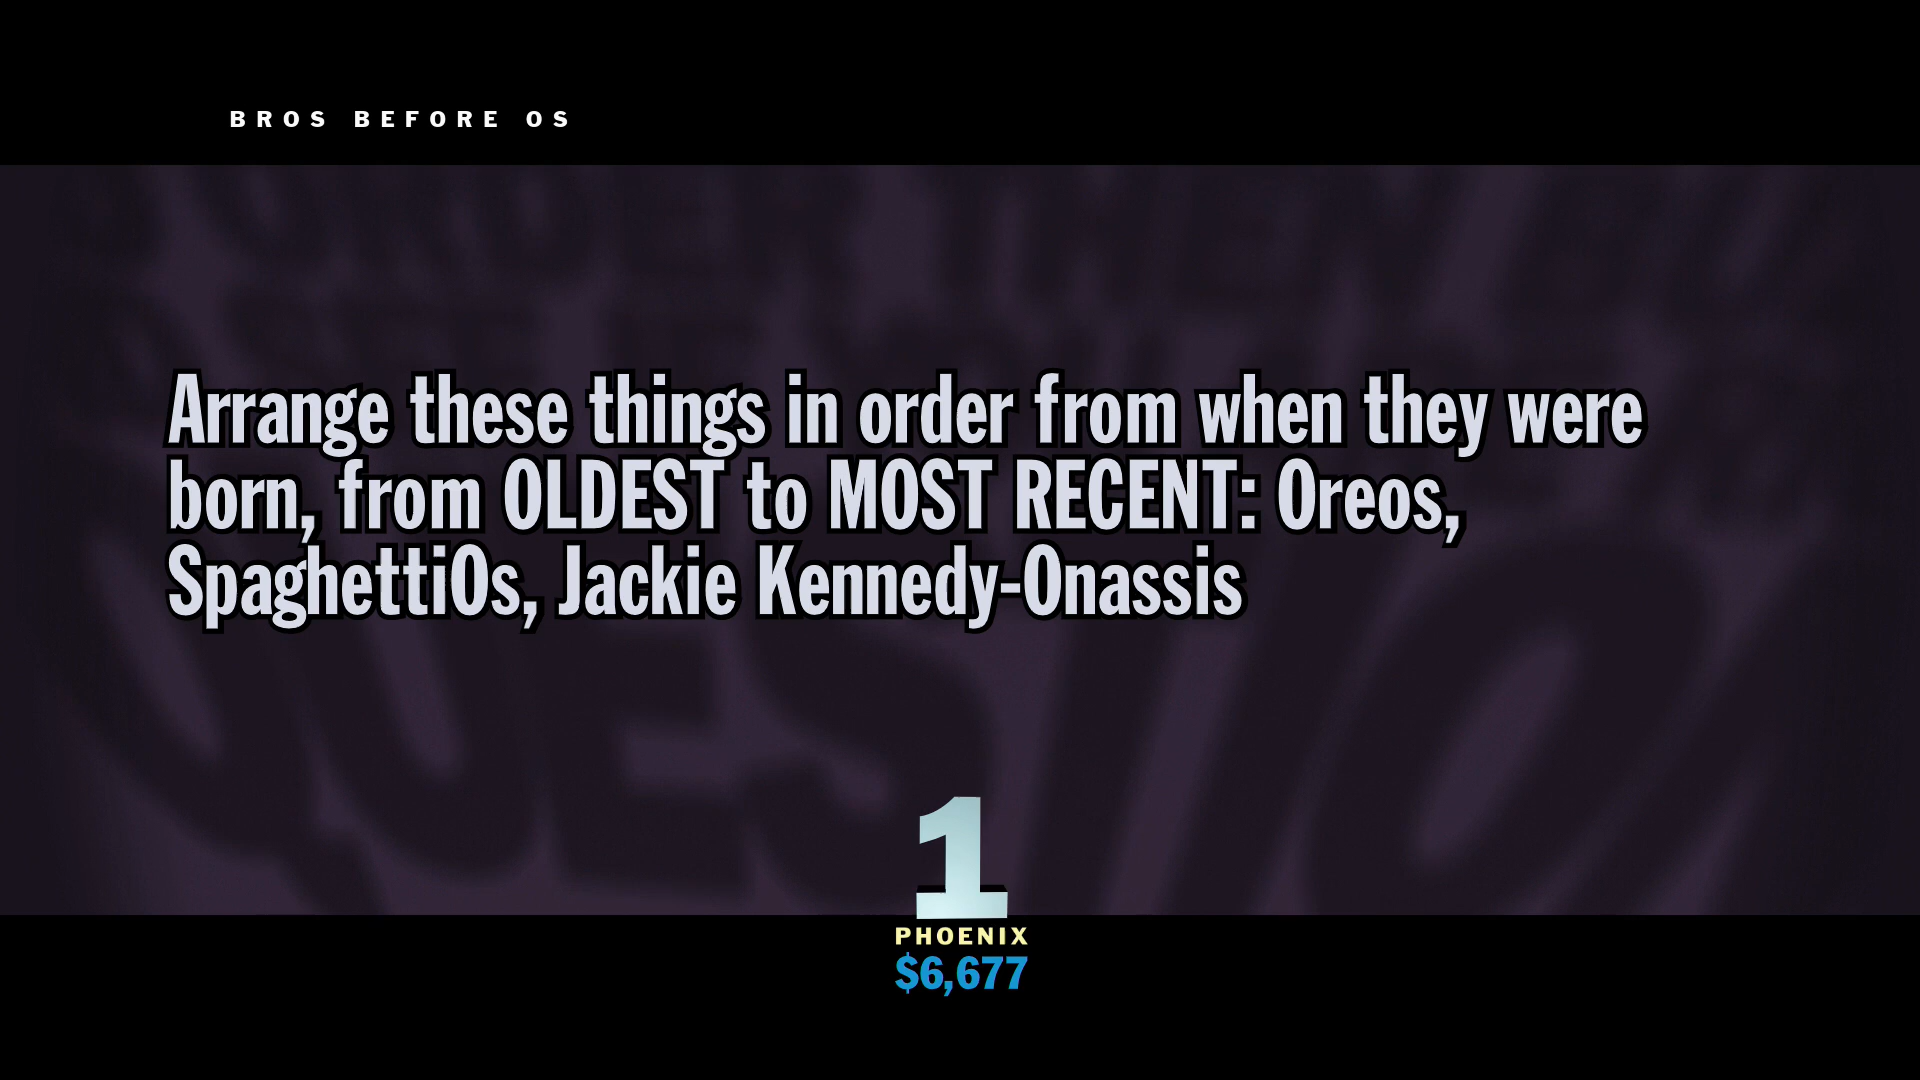 BROS BEFORE OS
Arrange these things in order from when they were
born, from OLDEST to MOST RECENT: Oreos,
SpaghettiOs, Jackie Kennedy-Onassis
1
PHOENIX
$6,677